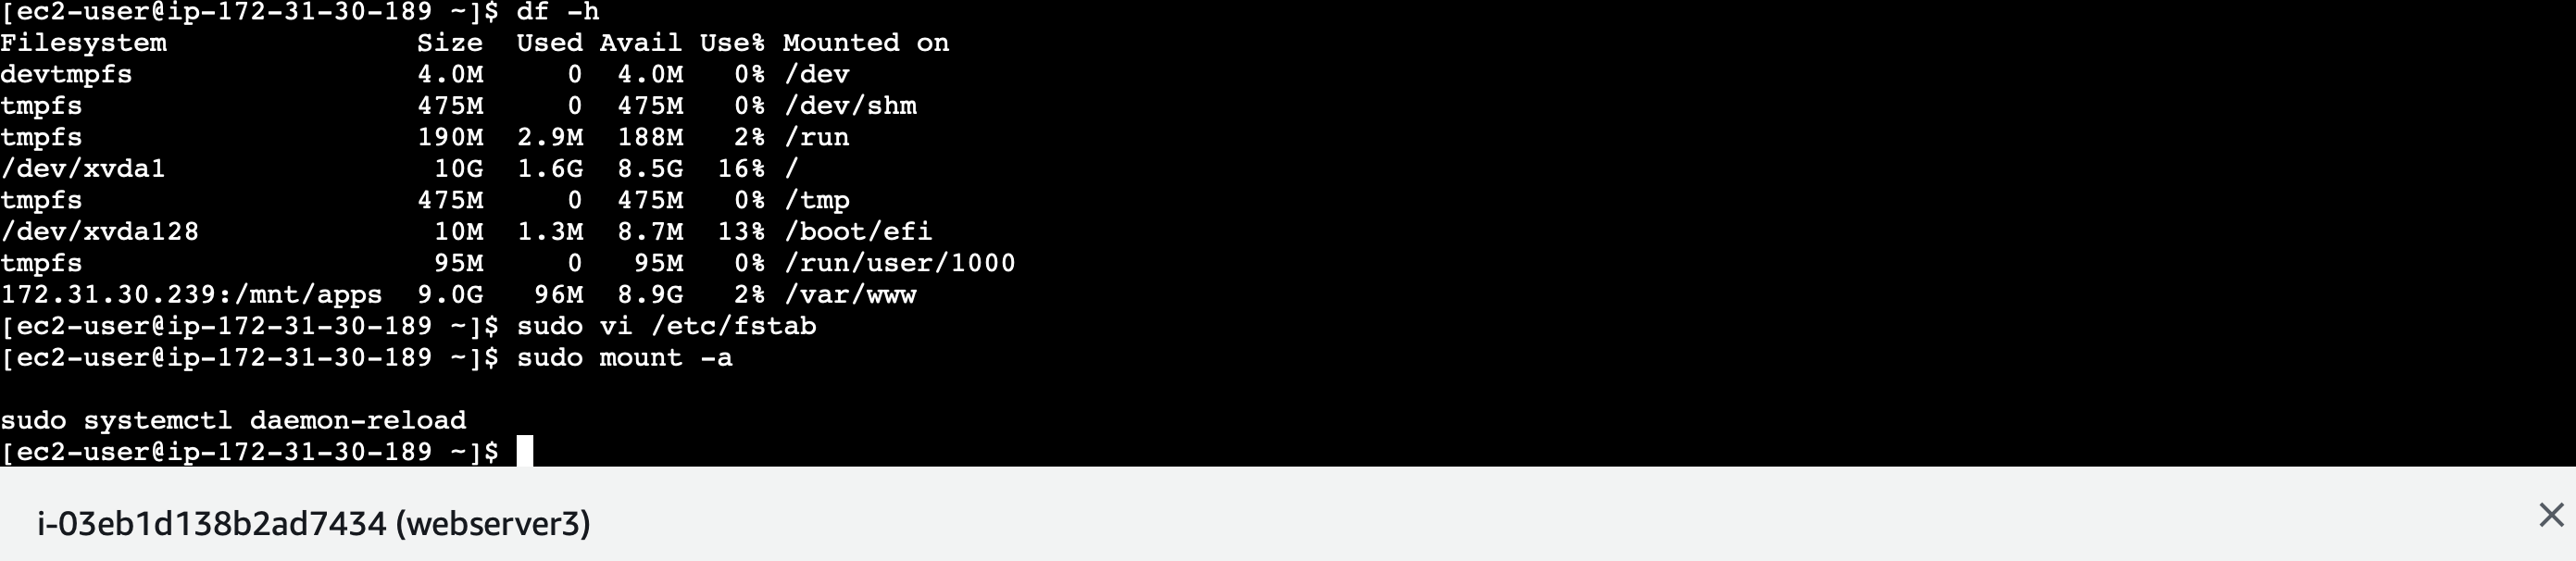 [ec2-user@ip-172-31-30-189 ~]$ df -h
Filesystem               Size  Used Avail Use% Mounted on
devtmpfs                 4.0M     0  4.0M   0% /dev
tmpfs                    475M     0  475M   0% /dev/shm
tmpfs                    190M  2.9M  188M   2% /run
/dev/xvda1                10G  1.6G  8.5G  16% /
tmpfs                    475M     0  475M   0% /tmp
/dev/xvda128              10M  1.3M  8.7M  13% /boot/efi
tmpfs                     95M     0   95M   0% /run/user/1000
172.31.30.239:/mnt/apps  9.0G   96M  8.9G   2% /var/www
[ec2-user@ip-172-31-30-189 ~]$ sudo vi /etc/fstab
[ec2-user@ip-172-31-30-189 ~]$ sudo mount -a
sudo systemctl daemon-reload
[ec2-user@ip-172-31-30-189 ~]$
i-03eb1d138b2ad7434 (webserver3)